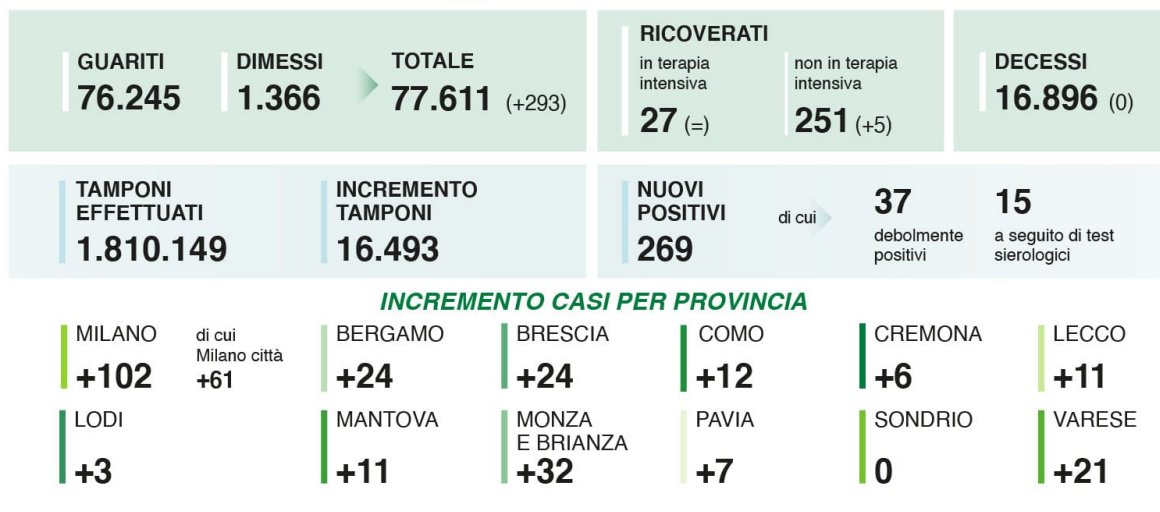 GUARITI
76.245
DIMESSI
1.366
TOTALE
77.611 (+293)
RICOVERATI
in terapia
intensiva
27 (=)
non in terapia
intensiva
251 (+5)
DECESSI
16.896 (0)
TAMPONI
EFFETTUATI
1.810.149
INCREMENTO
TAMPONI
16.493
NUOVI
POSITIVI
269
di cui
37
debolmente
positivi
15
a seguito di test
sierologici
INCREMENTO CASI PER PROVINCIA
MILANO
+102
di cui
Milano città
+61
BERGAMO
+24
BRESCIA
+24
COMO
+12
CREMONA
+6
LECCO
+11
LODI
+3
MANTOVA
+11
MONZA
E BRIANZA
+32
PAVIA
+7
SONDRIO
0
VARESE
+21